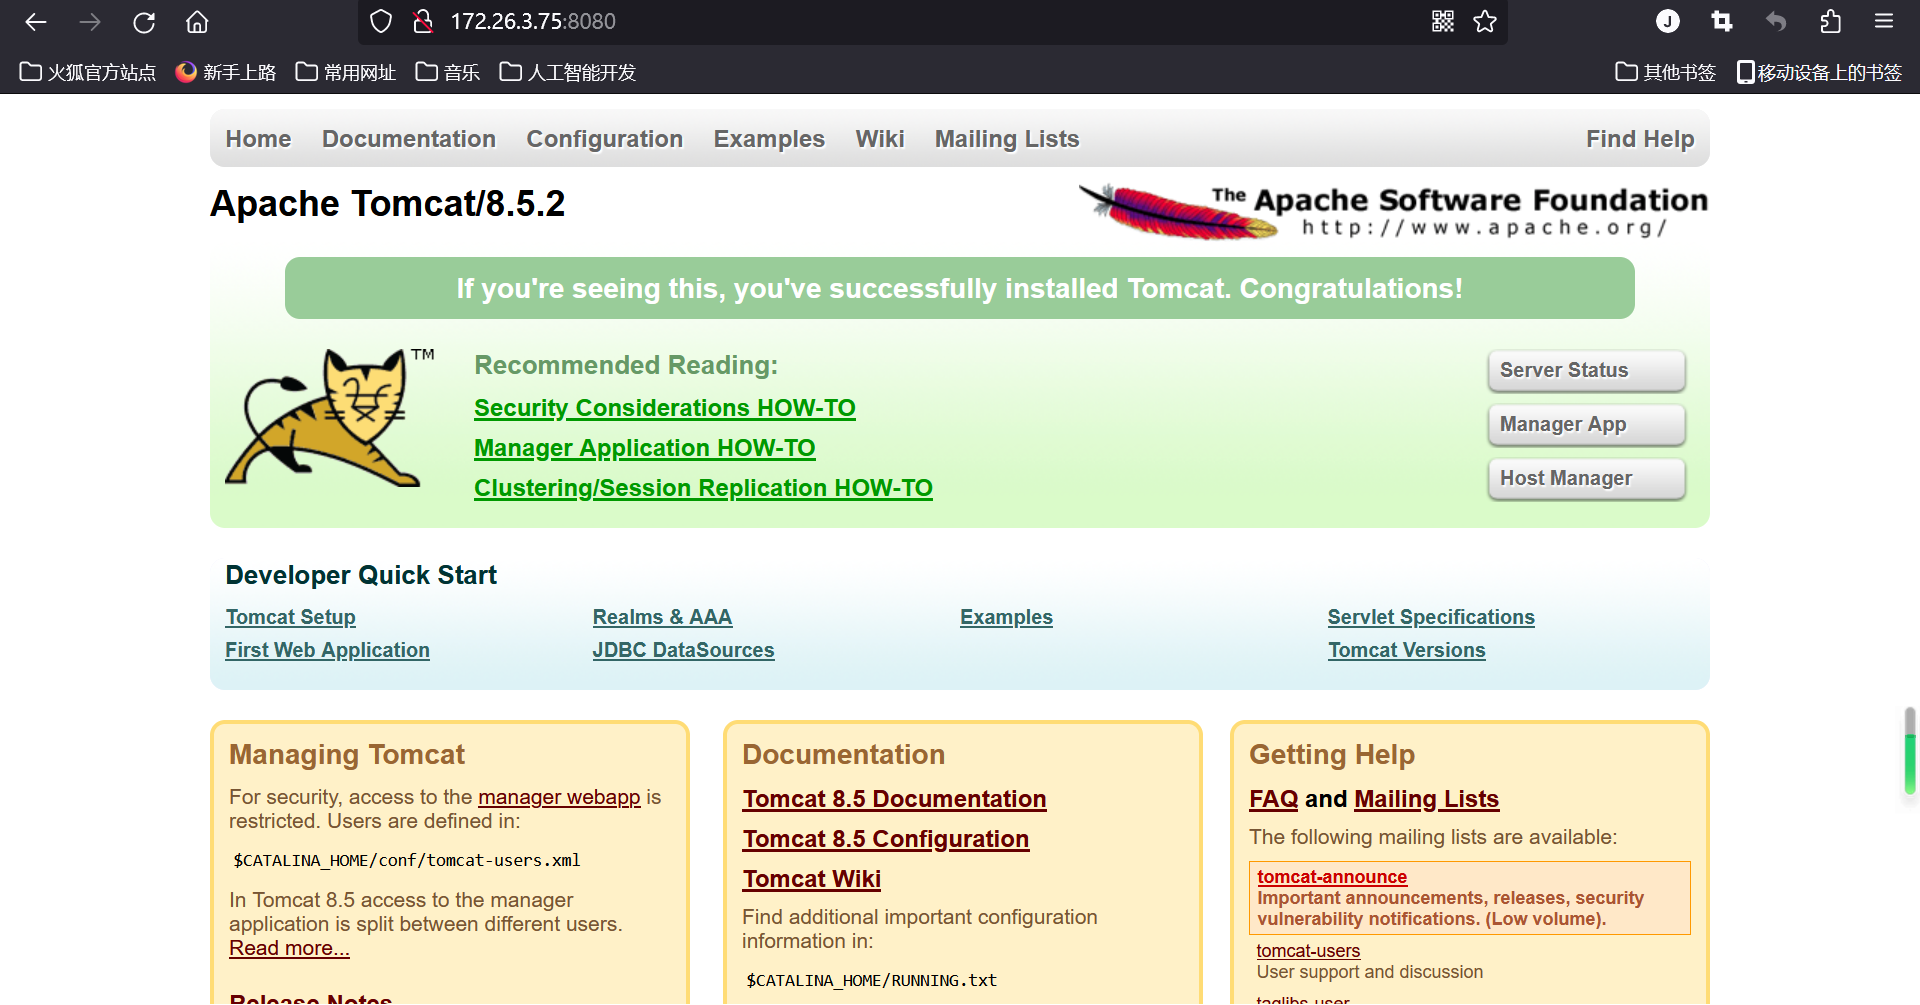 172.26.3.75:8080
J
火狐官方站点 新手上路 常用网址 音乐 人工智能开发 其他书签 移动设备上的书签
Home Documentation Configuration Examples Wiki Mailing Lists Find Help
Apache Tomcat/8.5.2
The Apache Software Foundation
http://www.apache.org/
If you're seeing this, you've successfully installed Tomcat. Congratulations!
TM
Recommended Reading:
Security Considerations HOW-TO
Manager Application HOW-TO
Clustering/Session Replication HOW-TO
Server Status
Manager App
Host Manager
Developer Quick Start
Tomcat Setup
First Web Application
Realms & AAA
JDBC DataSources
Examples
Servlet Specifications
Tomcat Versions
Managing Tomcat
For security, access to the manager webapp is
restricted. Users are defined in:
$CATALINA_HOME/conf/tomcat-users.xml
In Tomcat 8.5 access to the manager
application is split between different users.
Read more...
Release Notes
Documentation
Tomcat 8.5 Documentation
Tomcat 8.5 Configuration
Tomcat Wiki
Find additional important configuration
information in:
$CATALINA_HOME/RUNNING.txt
Getting Help
FAQ and Mailing Lists
The following mailing lists are available:
tomcat-announce
Important announcements, releases, security
vulnerability notifications. (Low volume).
tomcat-users
User support and discussion
taglibs-user